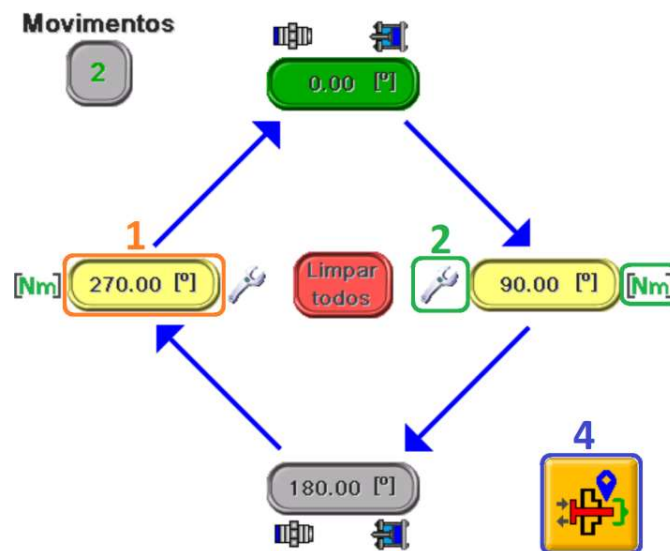 Movimentos
2
0.00 [º]
1
2
[Nm] 270.00 [º]
Limpar
todos
90.00 [º] [Nm]
4
180.00 [º]